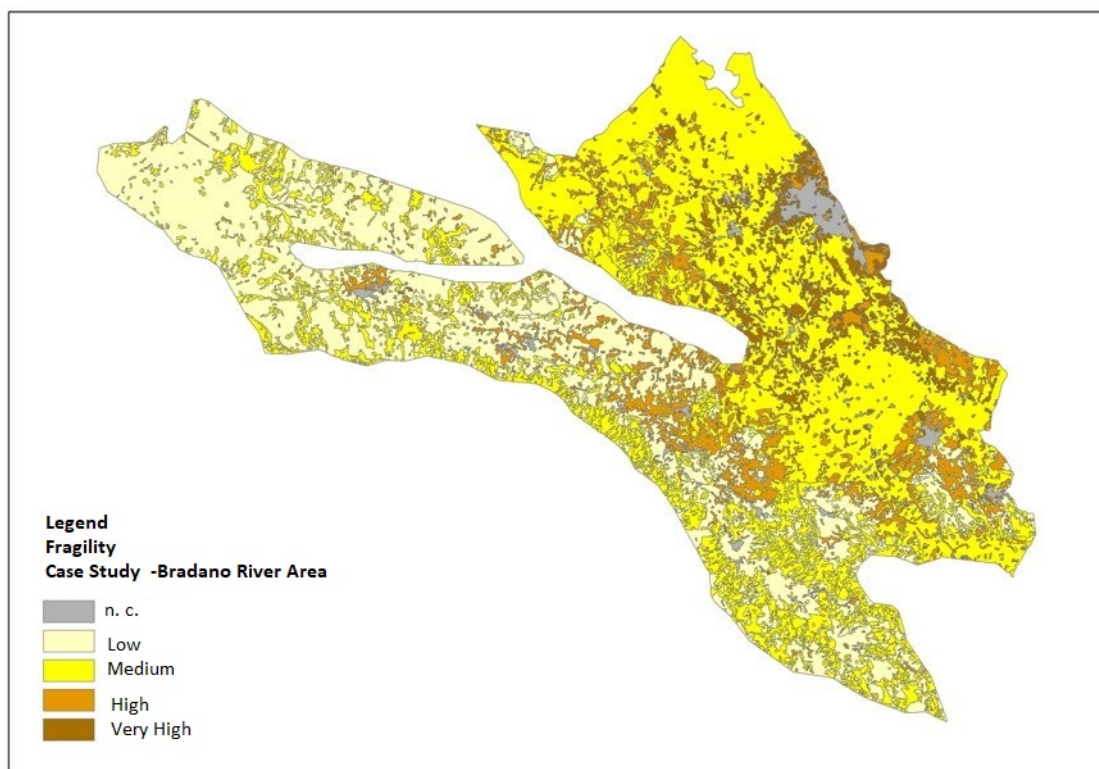 Legend
Fragility
Case Study -Bradano River Area
n. c.
Low
Medium
High
Very High